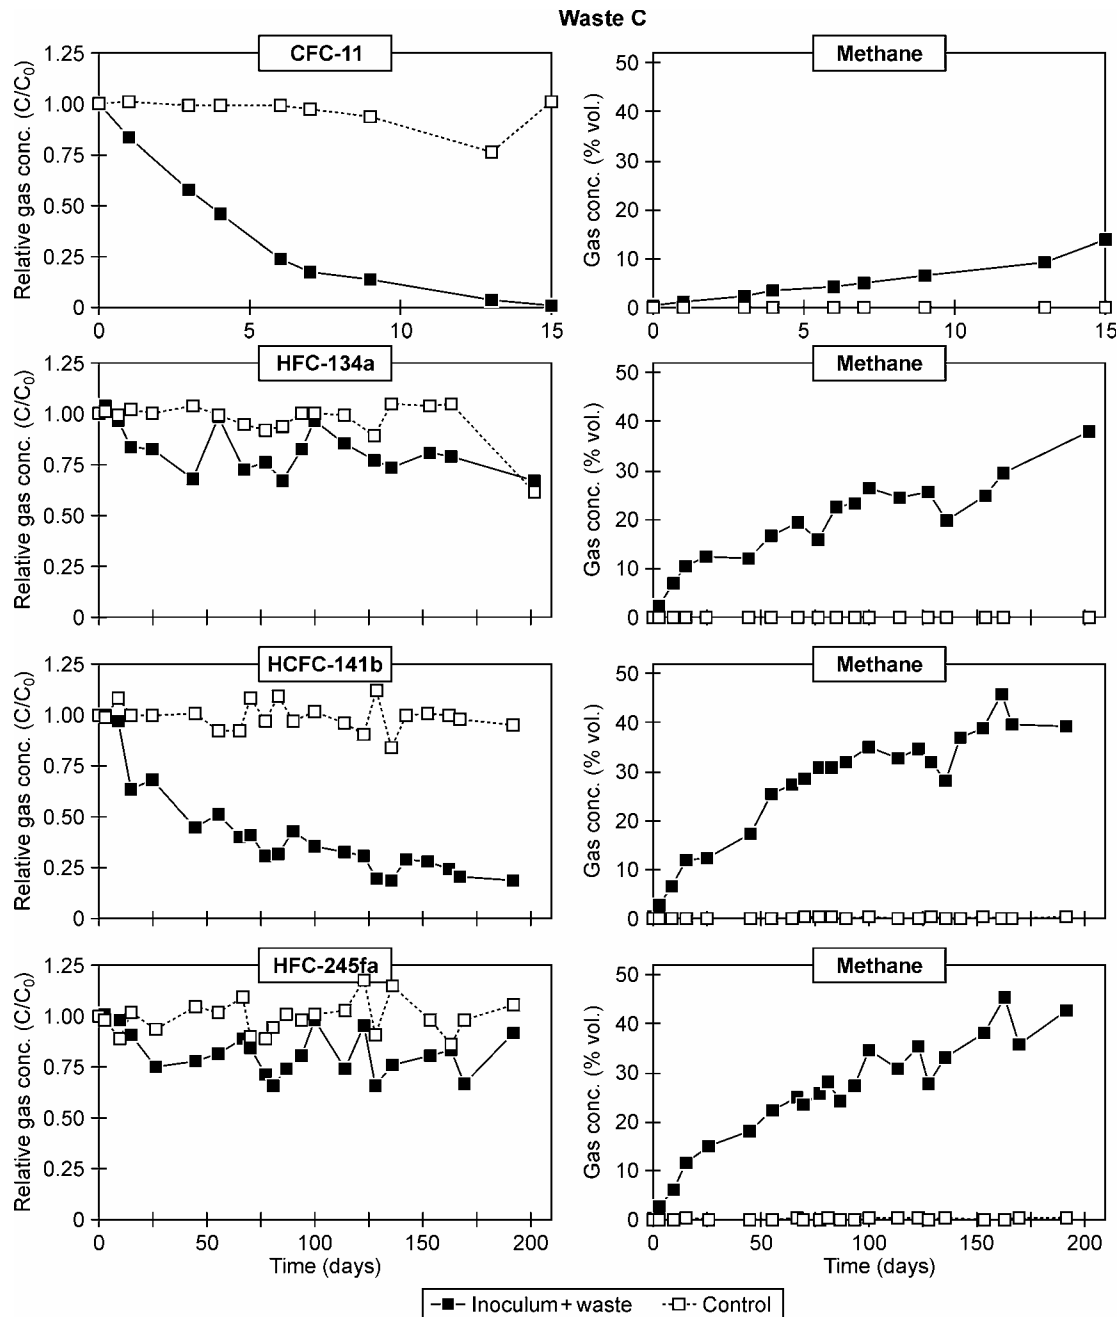 Waste C
CFC-11
Relative gas conc. (C/C₀)
1.25
1.00
0.75
0.50
0.25
0
0 5 10 15
Methane
Gas conc. (% vol.)
50
40
30
20
10
0
0 5 10 15
HFC-134a
Relative gas conc. (C/C₀)
1.25
1.00
0.75
0.50
0.25
0
Methane
Gas conc. (% vol.)
50
40
30
20
10
0
HCFC-141b
Relative gas conc. (C/C₀)
1.25
1.00
0.75
0.50
0.25
0
Methane
Gas conc. (% vol.)
50
40
30
20
10
0
HFC-245fa
Relative gas conc. (C/C₀)
1.25
1.00
0.75
0.50
0.25
0
0 50 100 150 200
Time (days)
Methane
Gas conc. (% vol.)
50
40
30
20
10
0
0 50 100 150 200
Time (days)
Inoculum + waste Control